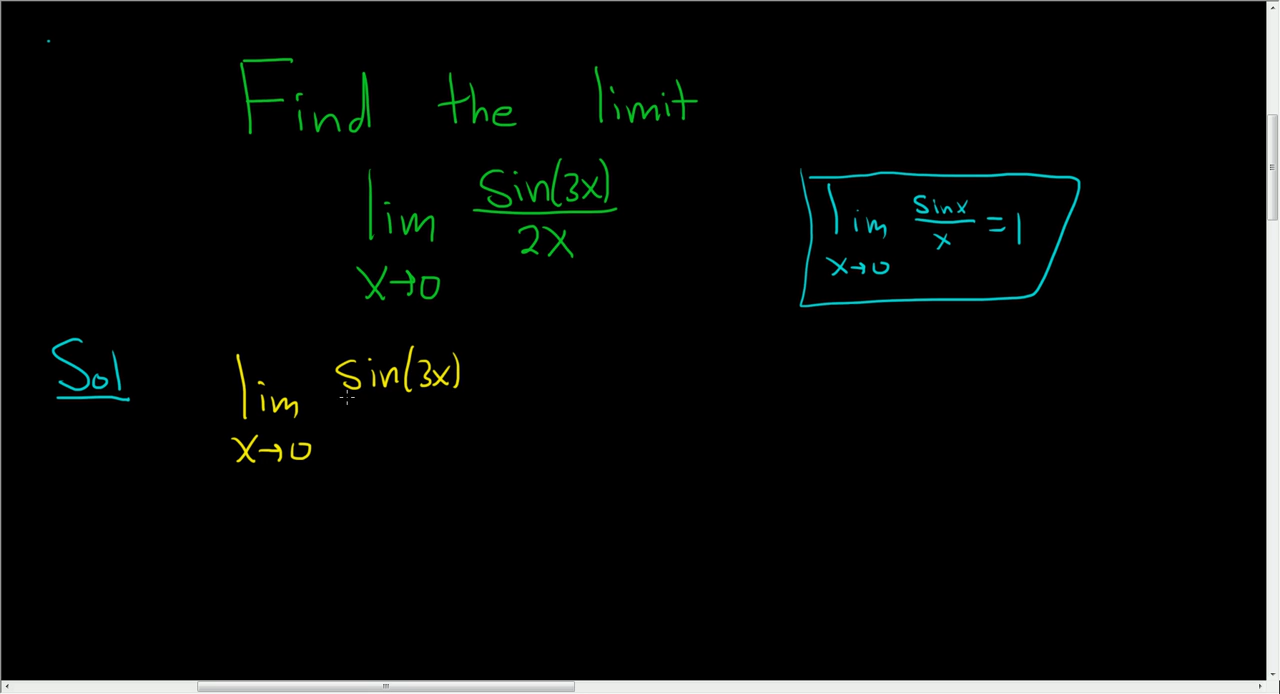 Find the limit
lim sin(3x)/2x
x→0
lim sinx/x = 1
x→0
Sol lim sin(3x)
x→0